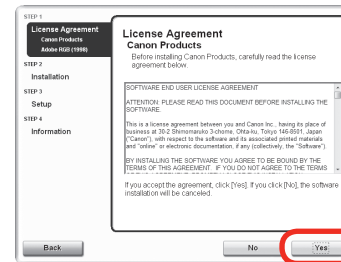 STEP 1
License Agreement
Canon Products
Adobe RGB (1998)
STEP 2
Installation
STEP 3
Setup
STEP 4
Information
License Agreement
Canon Products
Before installing Canon Products, carefully read the license
agreement below.
SOFTWARE END USER LICENSE AGREEMENT
ATTENTION: PLEASE READ THIS DOCUMENT BEFORE INSTALLING THE
SOFTWARE.
This is a license agreement between you and Canon Inc., having its place of
business at 30-2 Shimomaruko 3-chome, Ohta-ku, Tokyo 146-8501, Japan
("Canon"), with respect to the software and its associated printed materials
and "online" or electronic documentation, if any (collectively, the "Software").
BY INSTALLING THE SOFTWARE YOU AGREE TO BE BOUND BY THE
TERMS OF THIS AGREEMENT. IF YOU DO NOT AGREE TO THE TERMS
If you accept the agreement, click [Yes]. If you click [No], the software
installation will be canceled.
Back
No
Yes